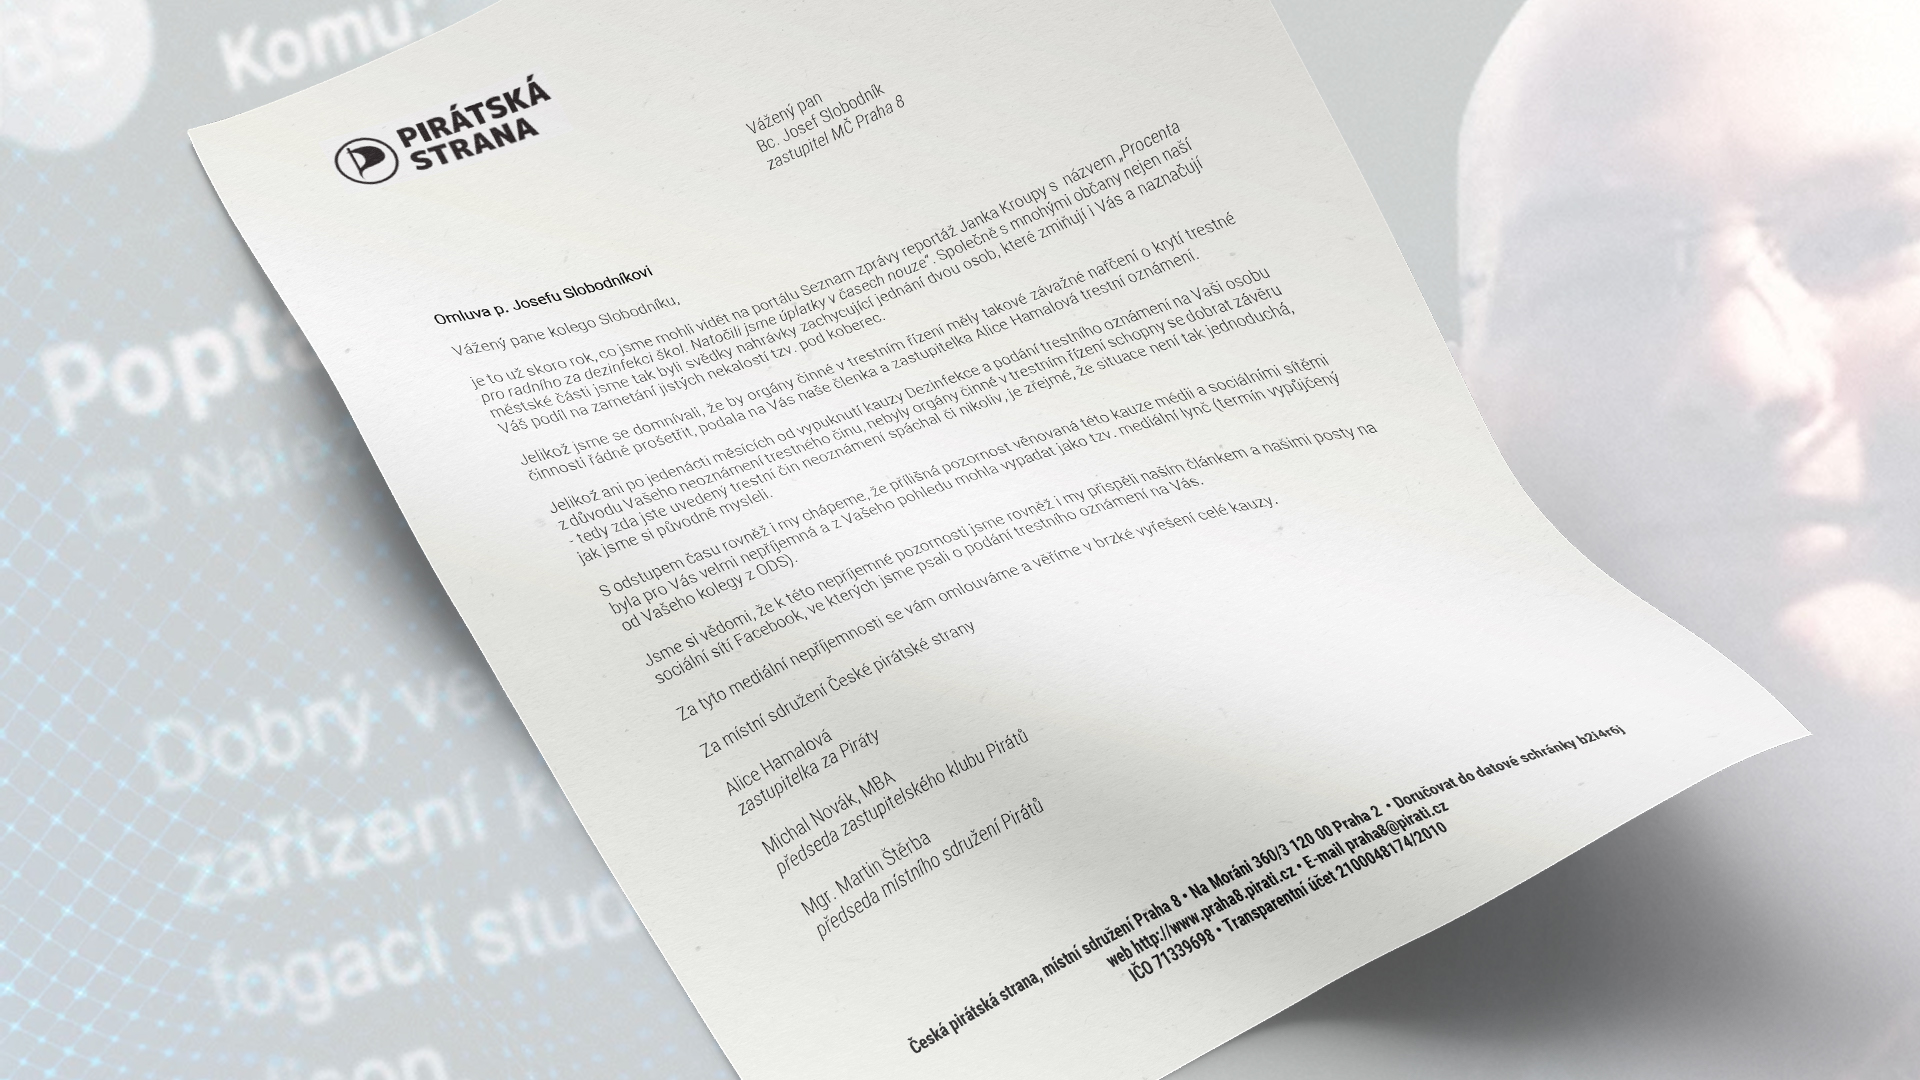 Komu:
PIRÁTSKÁ
STRANA
Vážený pan
Bc. Josef Slobodník
zastupitel MČ Praha 8
Omluva p. Josefu Slobodníkovi
Vážený pane kolego Slobodníku,
je to už skoro rok, co jsme mohli vidět na portálu Seznam zprávy reportáž Janka Kroupy s názvem „Procenta
pro radního za dezinfekci škol. Natočili jsme úplatky v časech nouze“. Společně s mnohými občany nejen naší
městské části jsme tak byli svědky nahrávky zachycující jednání dvou osob, které zmiňují i Vás a naznačují
Váš podíl na zametání jistých nekalostí tzv. pod koberec.
Jelikož jsme se domnívali, že by orgány činné v trestním řízení měly takové závažné nařčení o krytí trestné
činnosti řádně prošetřit, podala na Vás naše členka a zastupitelka Alice Hamalová trestní oznámení.
Jelikož ani po jedenácti měsících od vypuknutí kauzy Dezinfekce a podání trestního oznámení na Vaši osobu
z důvodu Vašeho neoznámení trestného činu, nebyly orgány činné v trestním řízení schopny se dobrat závěru
- tedy zda jste uvedený trestní čin neoznámení spáchal či nikoliv, je zřejmé, že situace není tak jednoduchá,
jak jsme si původně mysleli.
S odstupem času rovněž i my chápeme, že přílišná pozornost věnovaná této kauze médii a sociálními sítěmi
byla pro Vás velmi nepříjemná a z Vašeho pohledu mohla vypadat jako tzv. mediální lynč (termín vypůjčený
od Vašeho kolegy z ODS).
Jsme si vědomi, že k této nepříjemné pozornosti jsme rovněž i my přispěli naším článkem a našimi posty na
sociální sítí Facebook, ve kterých jsme psali o podání trestního oznámení na Vás.
Za tyto mediální nepříjemnosti se vám omlouváme a věříme v brzké vyřešení celé kauzy.
Za místní sdružení České pirátské strany
Alice Hamalová
zastupitelka za Piráty
Michal Novák, MBA
předseda zastupitelského klubu Pirátů
Mgr. Martin Štěrba
předseda místního sdružení Pirátů
Česká pirátská strana, místní sdružení Praha 8 • Na Moráni 360/3 120 00 Praha 2 • Doručovat do datové schránky b2i4r6j
web http://www.praha8.pirati.cz • E-mail praha8@pirati.cz
IČO 71339698 • Transparentní účet 2100048174/2010
Dobrý
zařízení